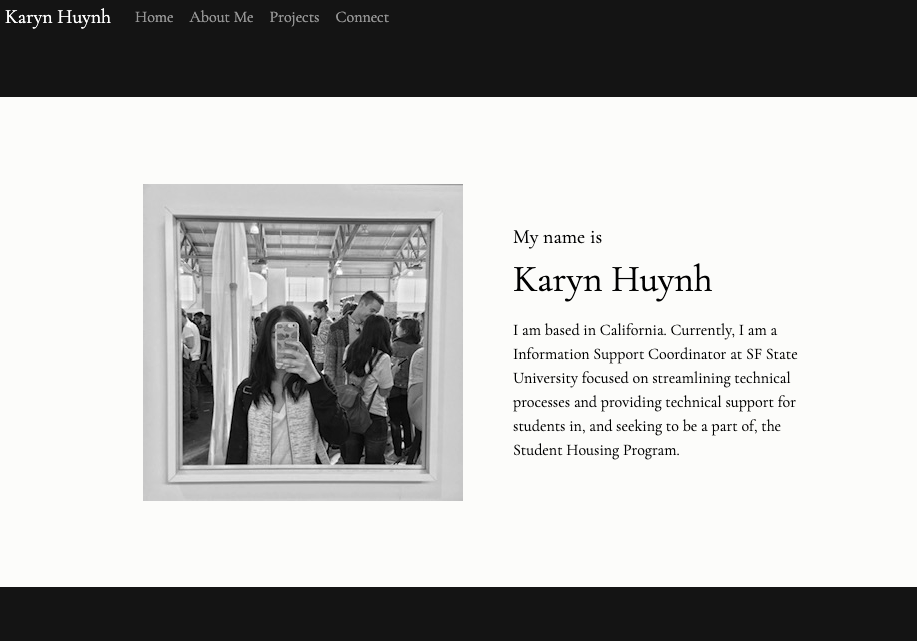 Karyn Huynh Home About Me Projects Connect
My name is
Karyn Huynh
I am based in California. Currently, I am a
Information Support Coordinator at SF State
University focused on streamlining technical
processes and providing technical support for
students in, and seeking to be a part of, the
Student Housing Program.